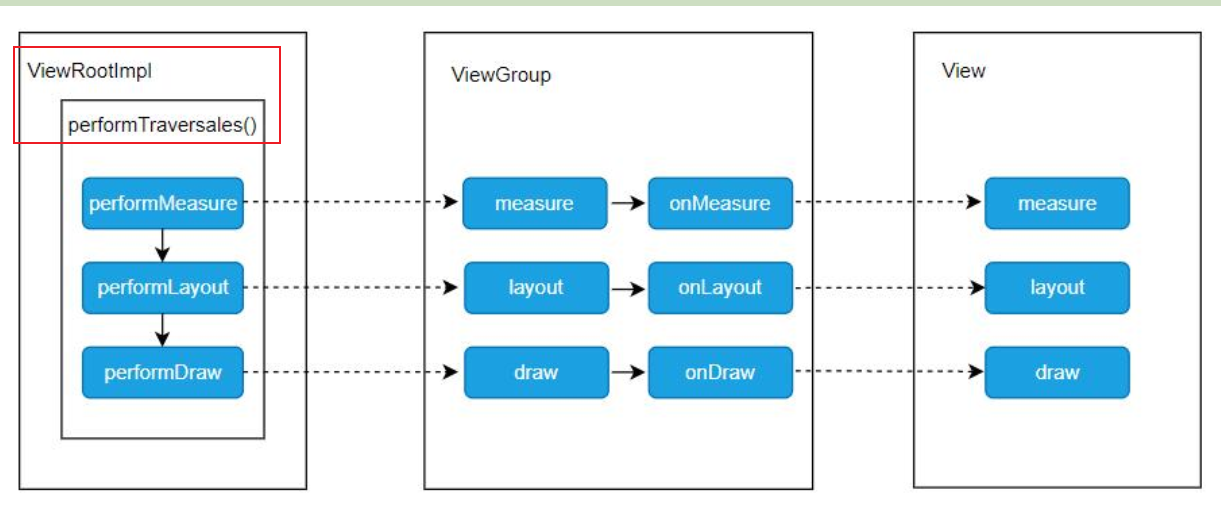 ViewRootImpl
performTraversales()
performMeasure
performLayout
performDraw
ViewGroup
measure
onMeasure
layout
onLayout
draw
onDraw
View
measure
layout
draw